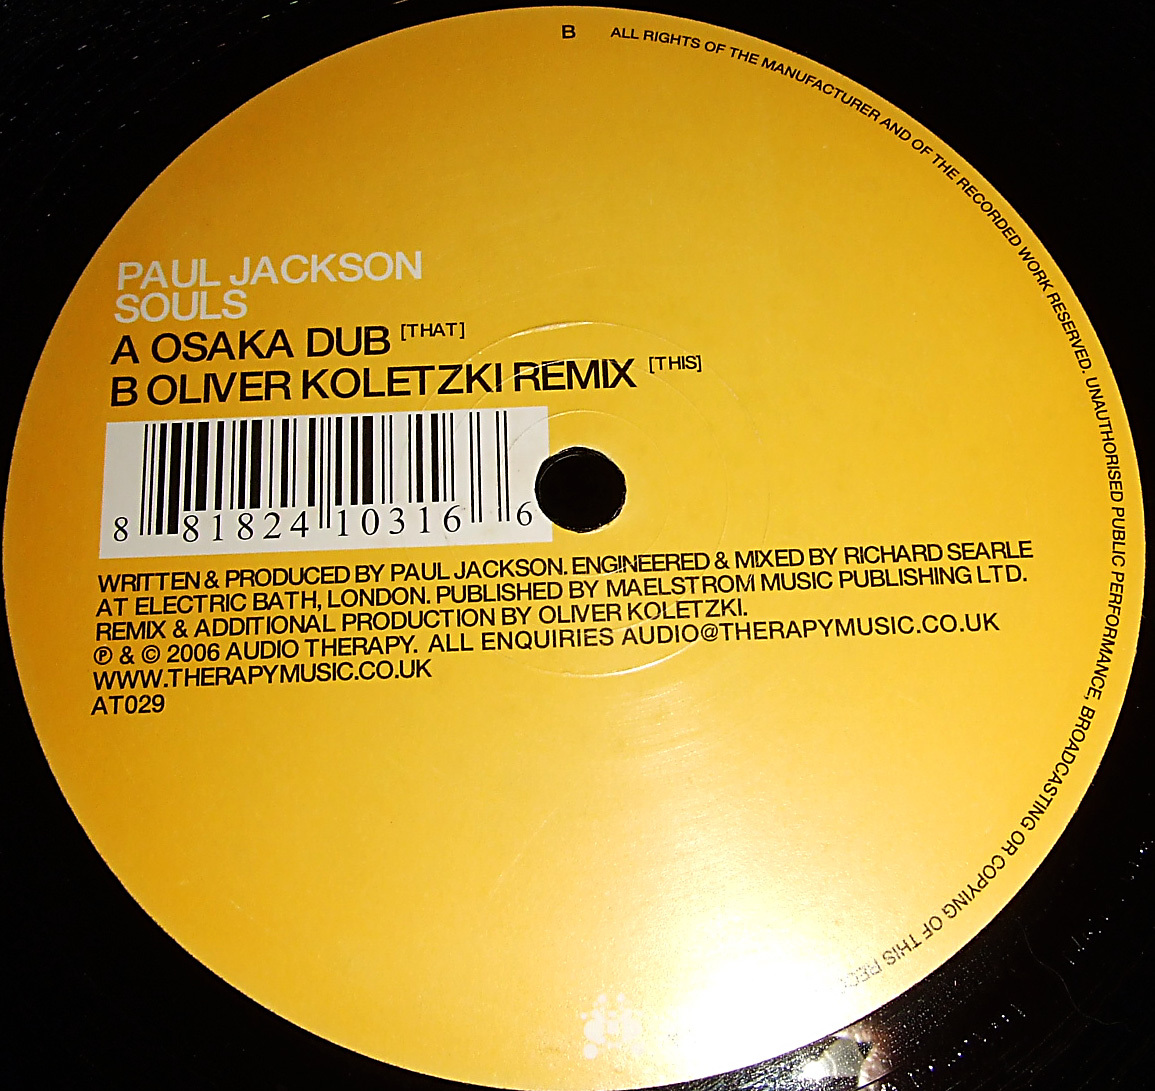 B ALL RIGHTS OF THE MANUFACTURER AND OF THE RECORDED WORK RESERVED. UNAUTHORISED PUBLIC PERFORMANCE, BROADCASTING OR COPYING OF THIS
PAUL JACKSON
SOULS
A OSAKA DUB [THAT]
B OLIVER KOLETZKI REMIX [THIS]
8 81824 10316 6
WRITTEN & PRODUCED BY PAUL JACKSON. ENGINEERED & MIXED BY RICHARD SEARLE
AT ELECTRIC BATH, LONDON. PUBLISHED BY MAELSTROM MUSIC PUBLISHING LTD.
REMIX & ADDITIONAL PRODUCTION BY OLIVER KOLETZKI.
℗ & © 2006 AUDIO THERAPY. ALL ENQUIRIES AUDIO@THERAPYMUSIC.CO.UK
WWW.THERAPYMUSIC.CO.UK
AT029